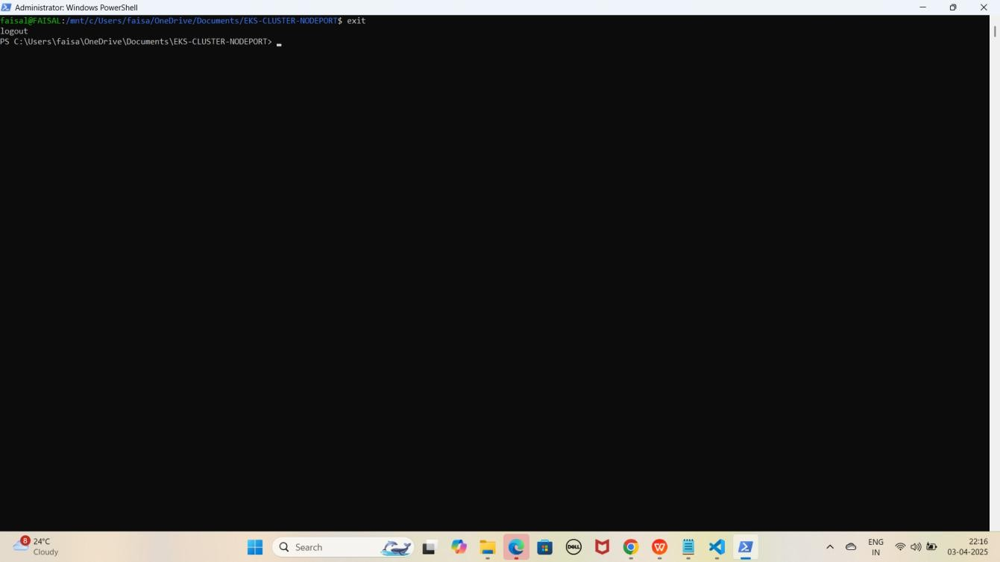 Administrator: Windows PowerShell
faisal@FAISAL:/mnt/c/Users/faisa/OneDrive/Documents/EKS-CLUSTER-NODEPORT$ exit
logout
PS C:\Users\faisa\OneDrive\Documents\EKS-CLUSTER-NODEPORT>
8
24°C
Cloudy
Search
DELL
W
ENG
IN
22:16
03-04-2025